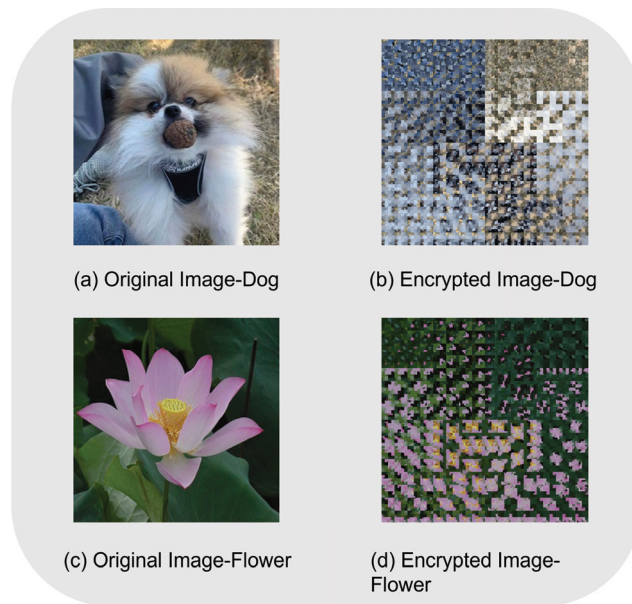 (a) Original Image-Dog
(b) Encrypted Image-Dog
(c) Original Image-Flower
(d) Encrypted Image-
Flower